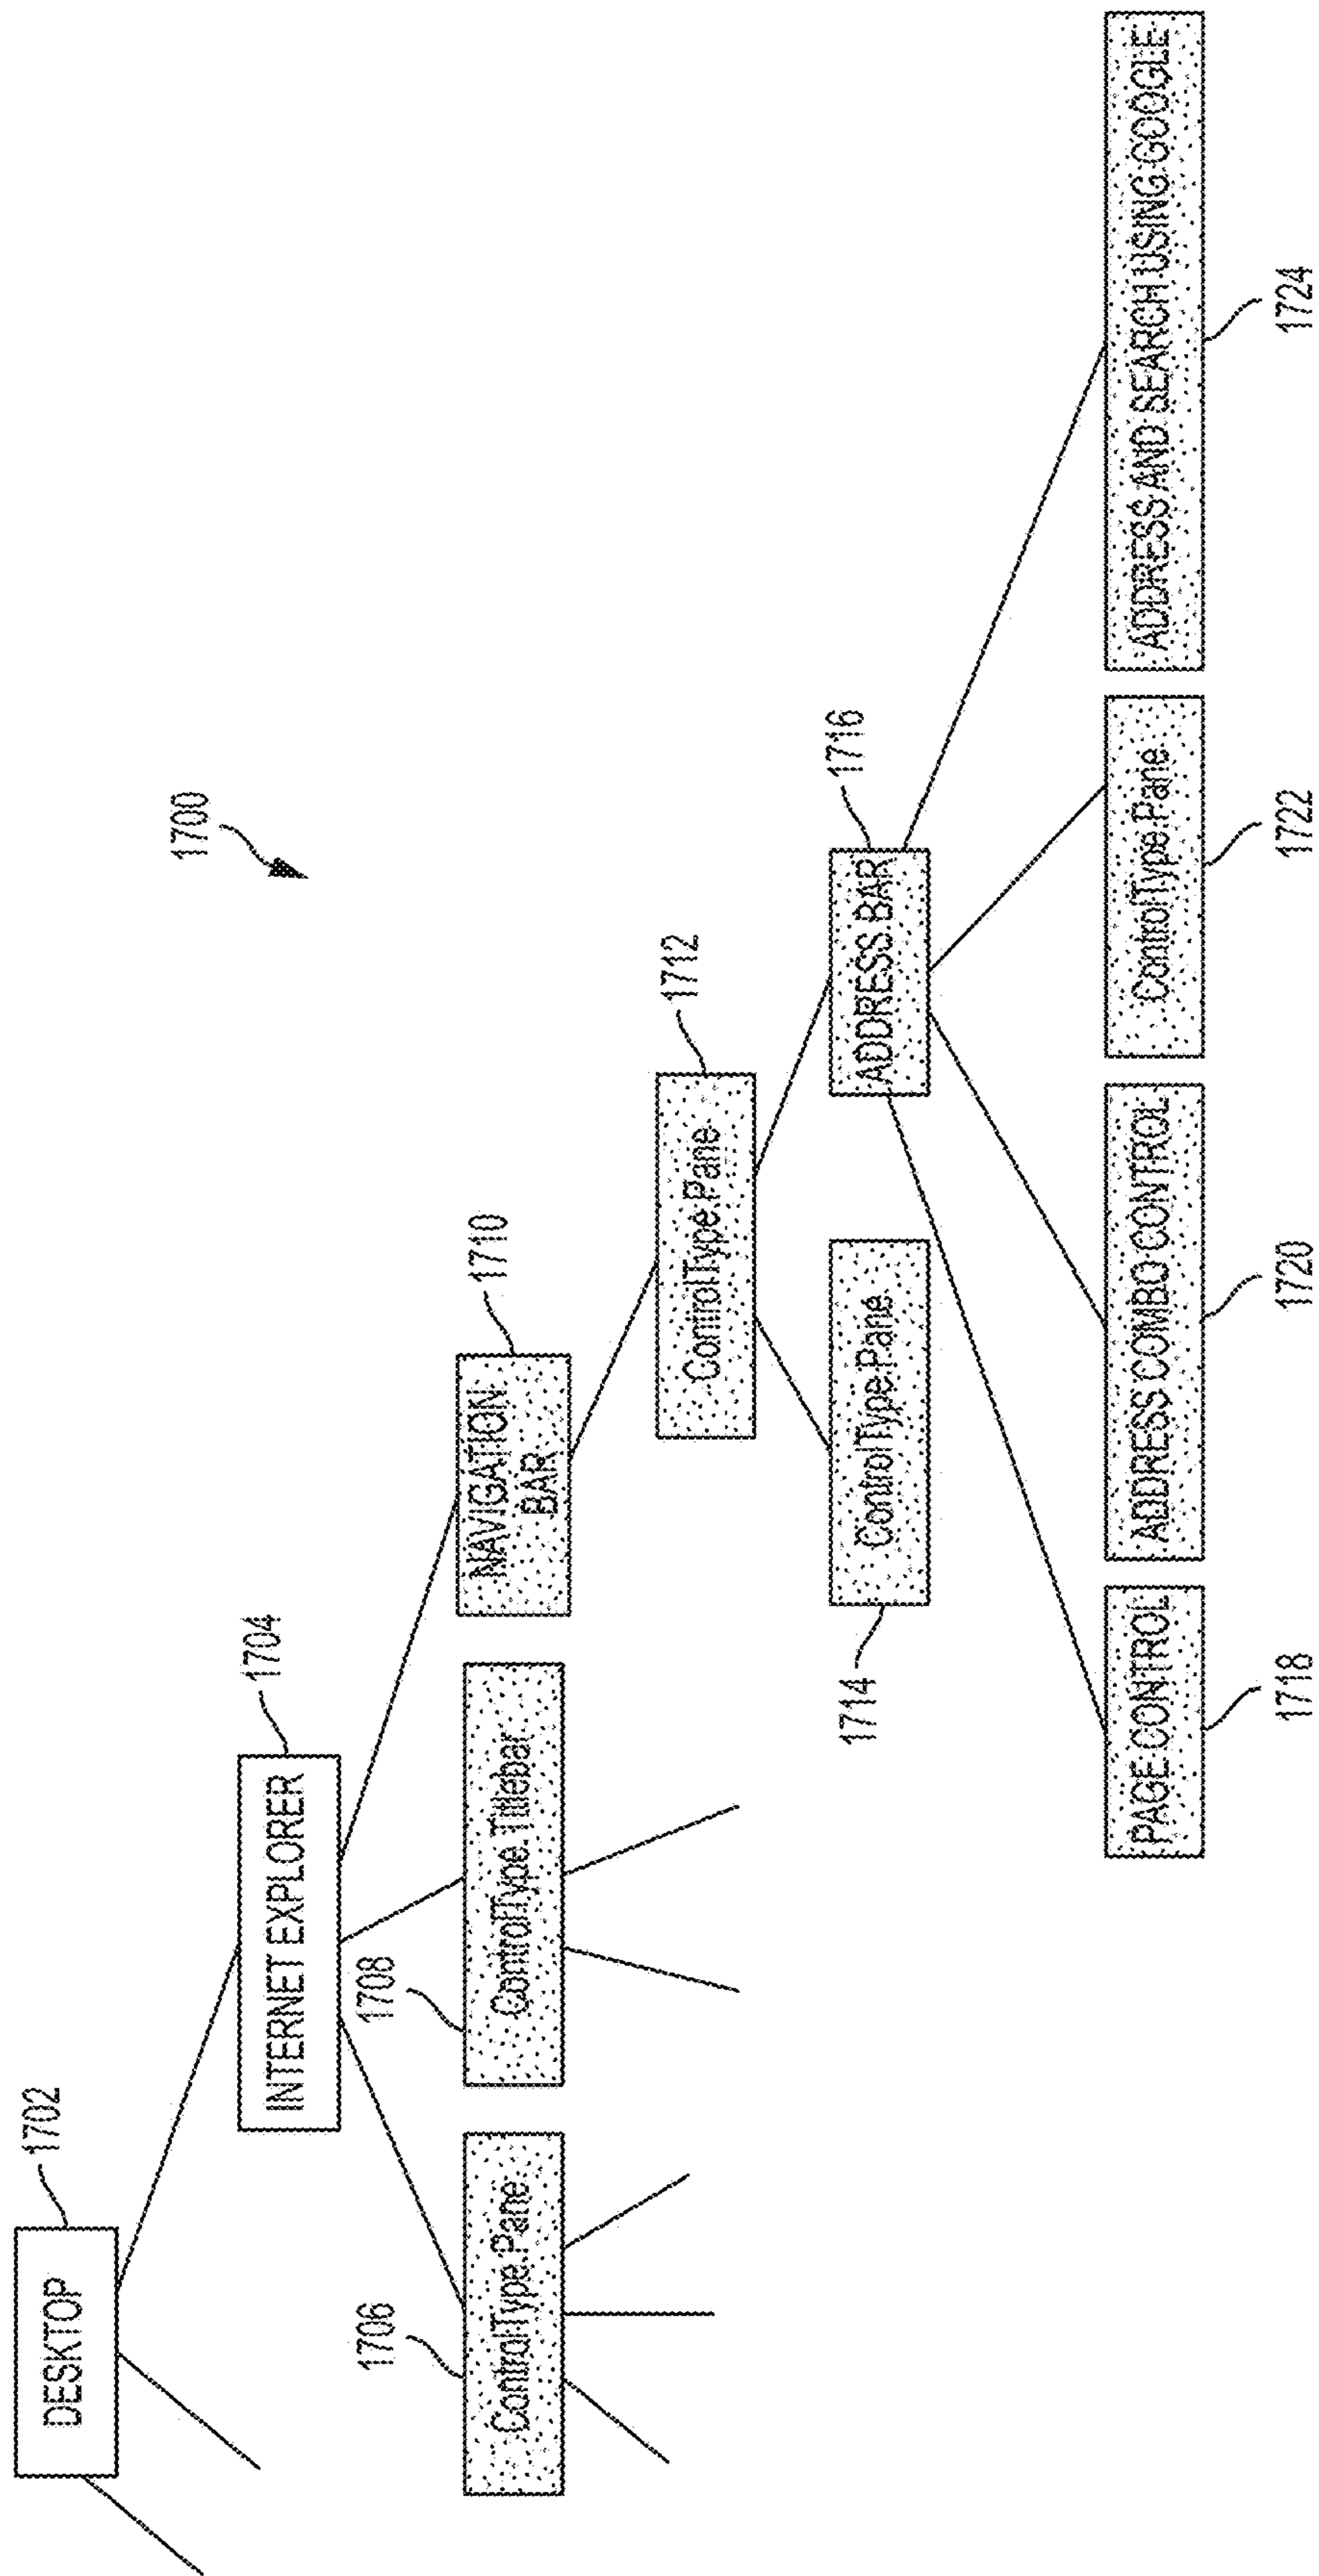 1700
DESKTOP
1702
INTERNET EXPLORER
1704
1706
ControlType.Pane
1708
ControlType.Titlebar
NAVIGATION
BAR
1710
ControlType.Pane
1712
1714
ControlType.Pane
ADDRESS BAR
1716
PAGE CONTROL
1718
ADDRESS COMBO CONTROL
1720
ControlType.Pane
1722
ADDRESS AND SEARCH USING GOOGLE
1724